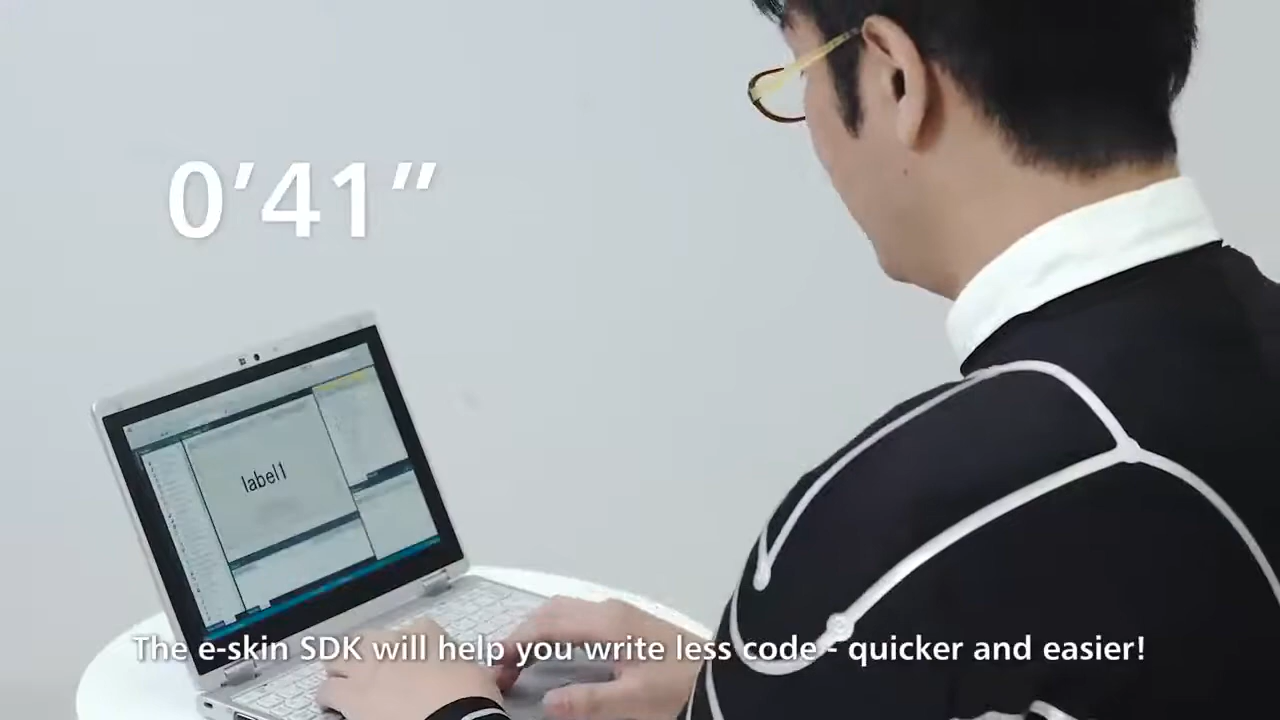 0’41”
label1
The e-skin SDK will help you write less code - quicker and easier!